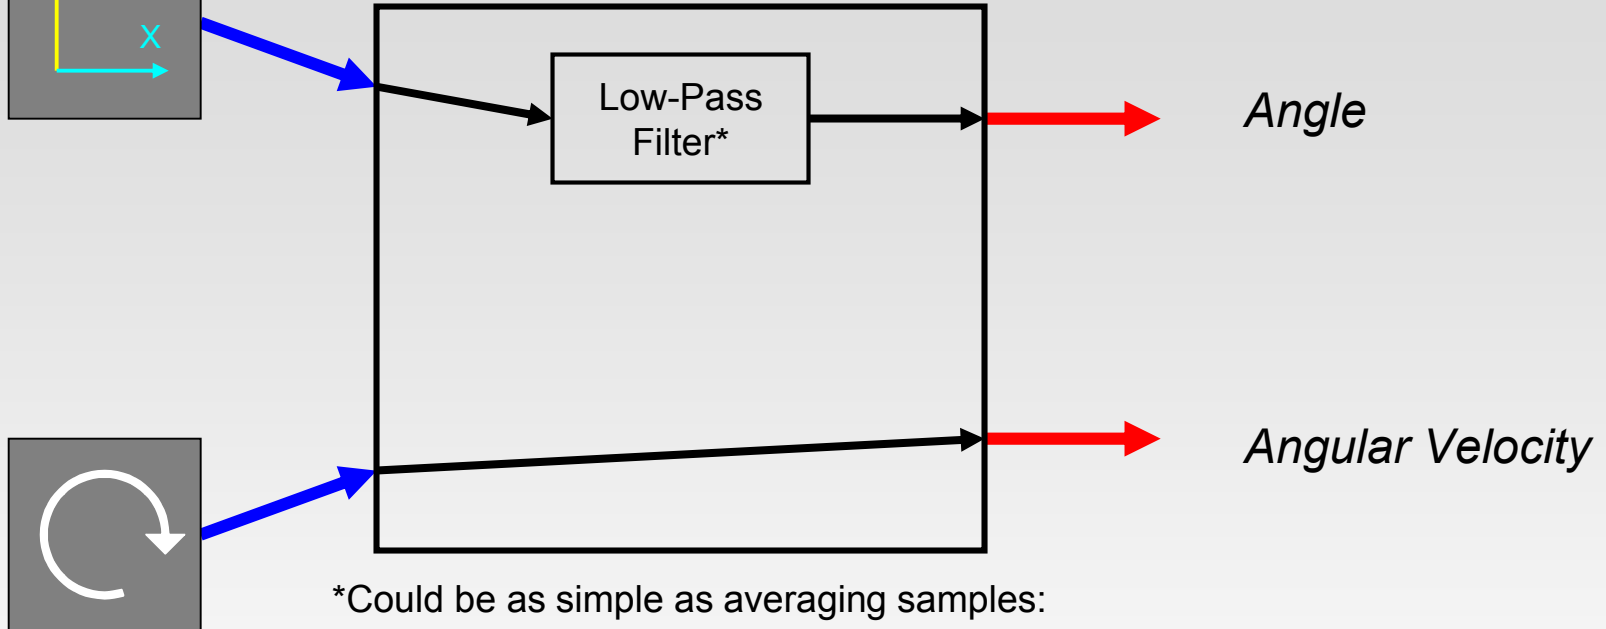 X
Low-Pass
Filter*
Angle
Angular Velocity
*Could be as simple as averaging samples: